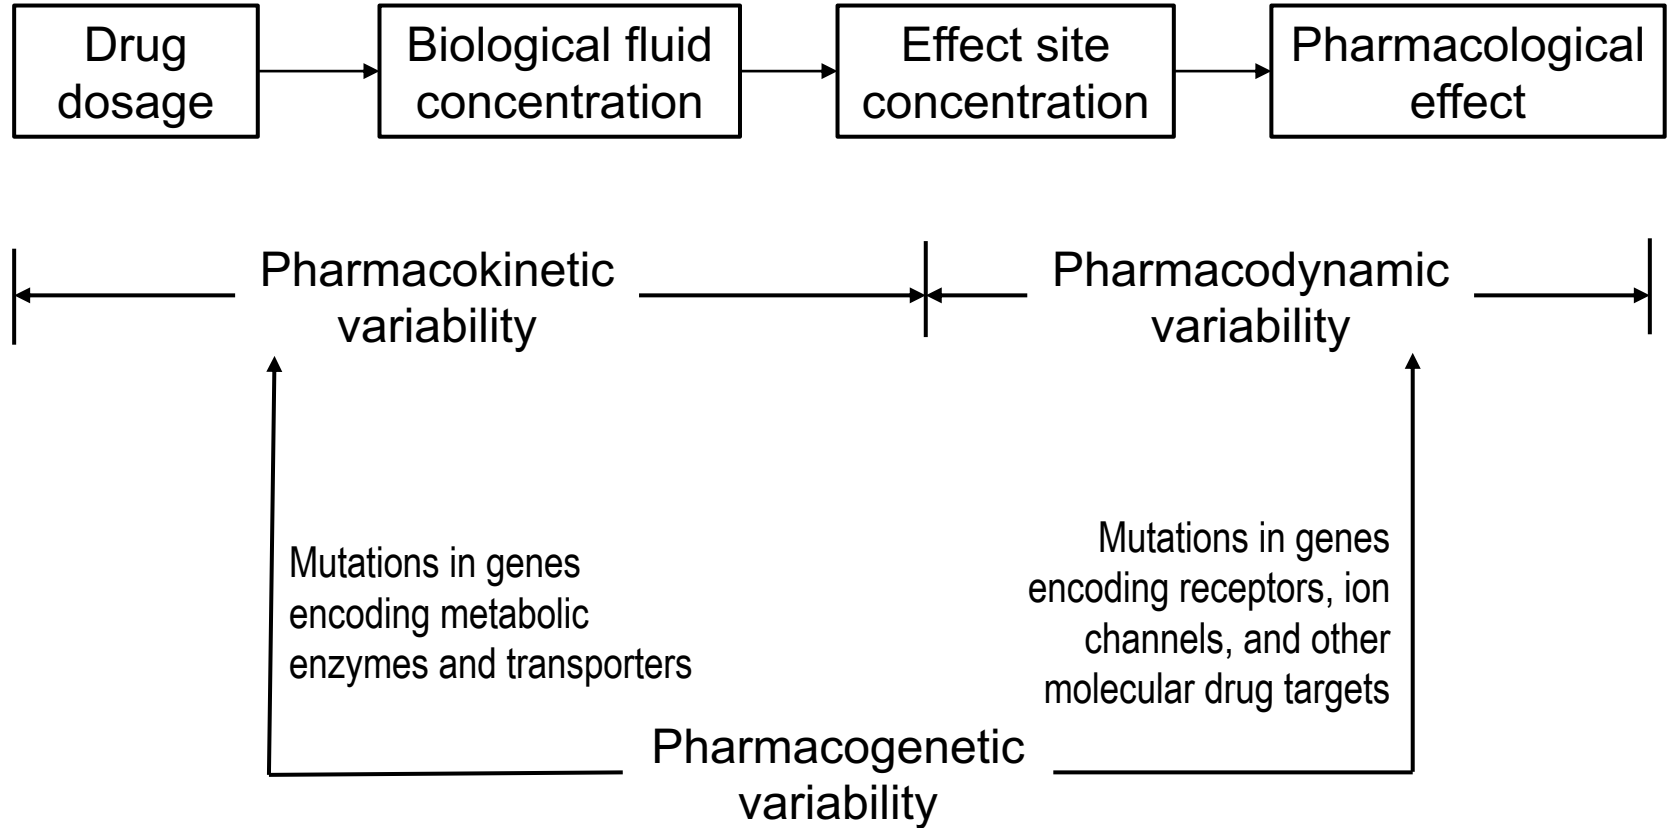 Drug
dosage
Biological fluid
concentration
Effect site
concentration
Pharmacological
effect
Pharmacokinetic
variability
Pharmacodynamic
variability
Mutations in genes
encoding metabolic
enzymes and transporters
Mutations in genes
encoding receptors, ion
channels, and other
molecular drug targets
Pharmacogenetic
variability